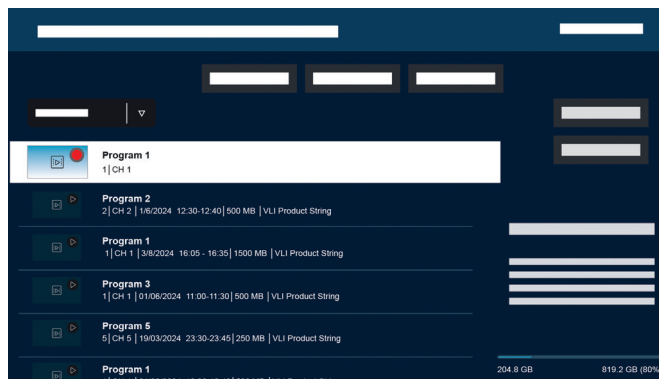 Program 1
1| CH 1
Program 2
2| CH 2 | 1/6/2024 12:30-12:40| 500 MB | VLI Product String
Program 1
1| CH 1 | 3/8/2024 16:05 - 16:35| 1500 MB | VLI Product String
Program 3
1| CH 1 | 01/06/2024 11:00-11:30| 500 MB | VLI Product String
Program 5
5| CH 5 | 19/03/2024 23:30-23:45| 250 MB | VLI Product String
Program 1
204.8 GB 819.2 GB (80%